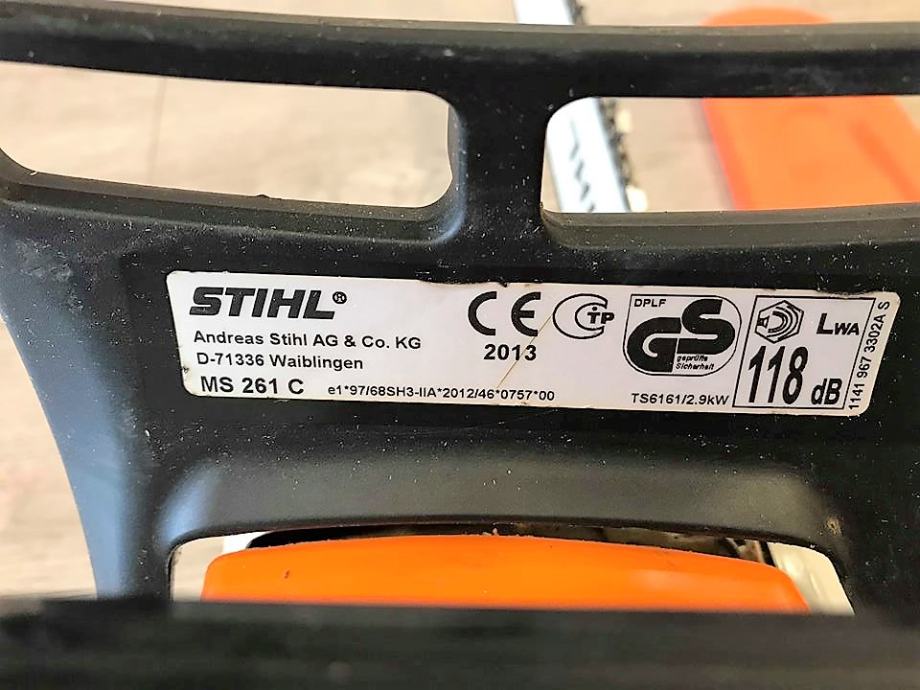 STIHL®
Andreas Stihl AG & Co. KG
D-71336 Waiblingen
MS 261 C
e1*97/68SH3-IIA*2012/46*0757*00
CE
2013
CTP
DPLF
GS
geprüfte
Sicherheit
TS6161/2.9kW
LWA
118 dB
1141 967 3302A S